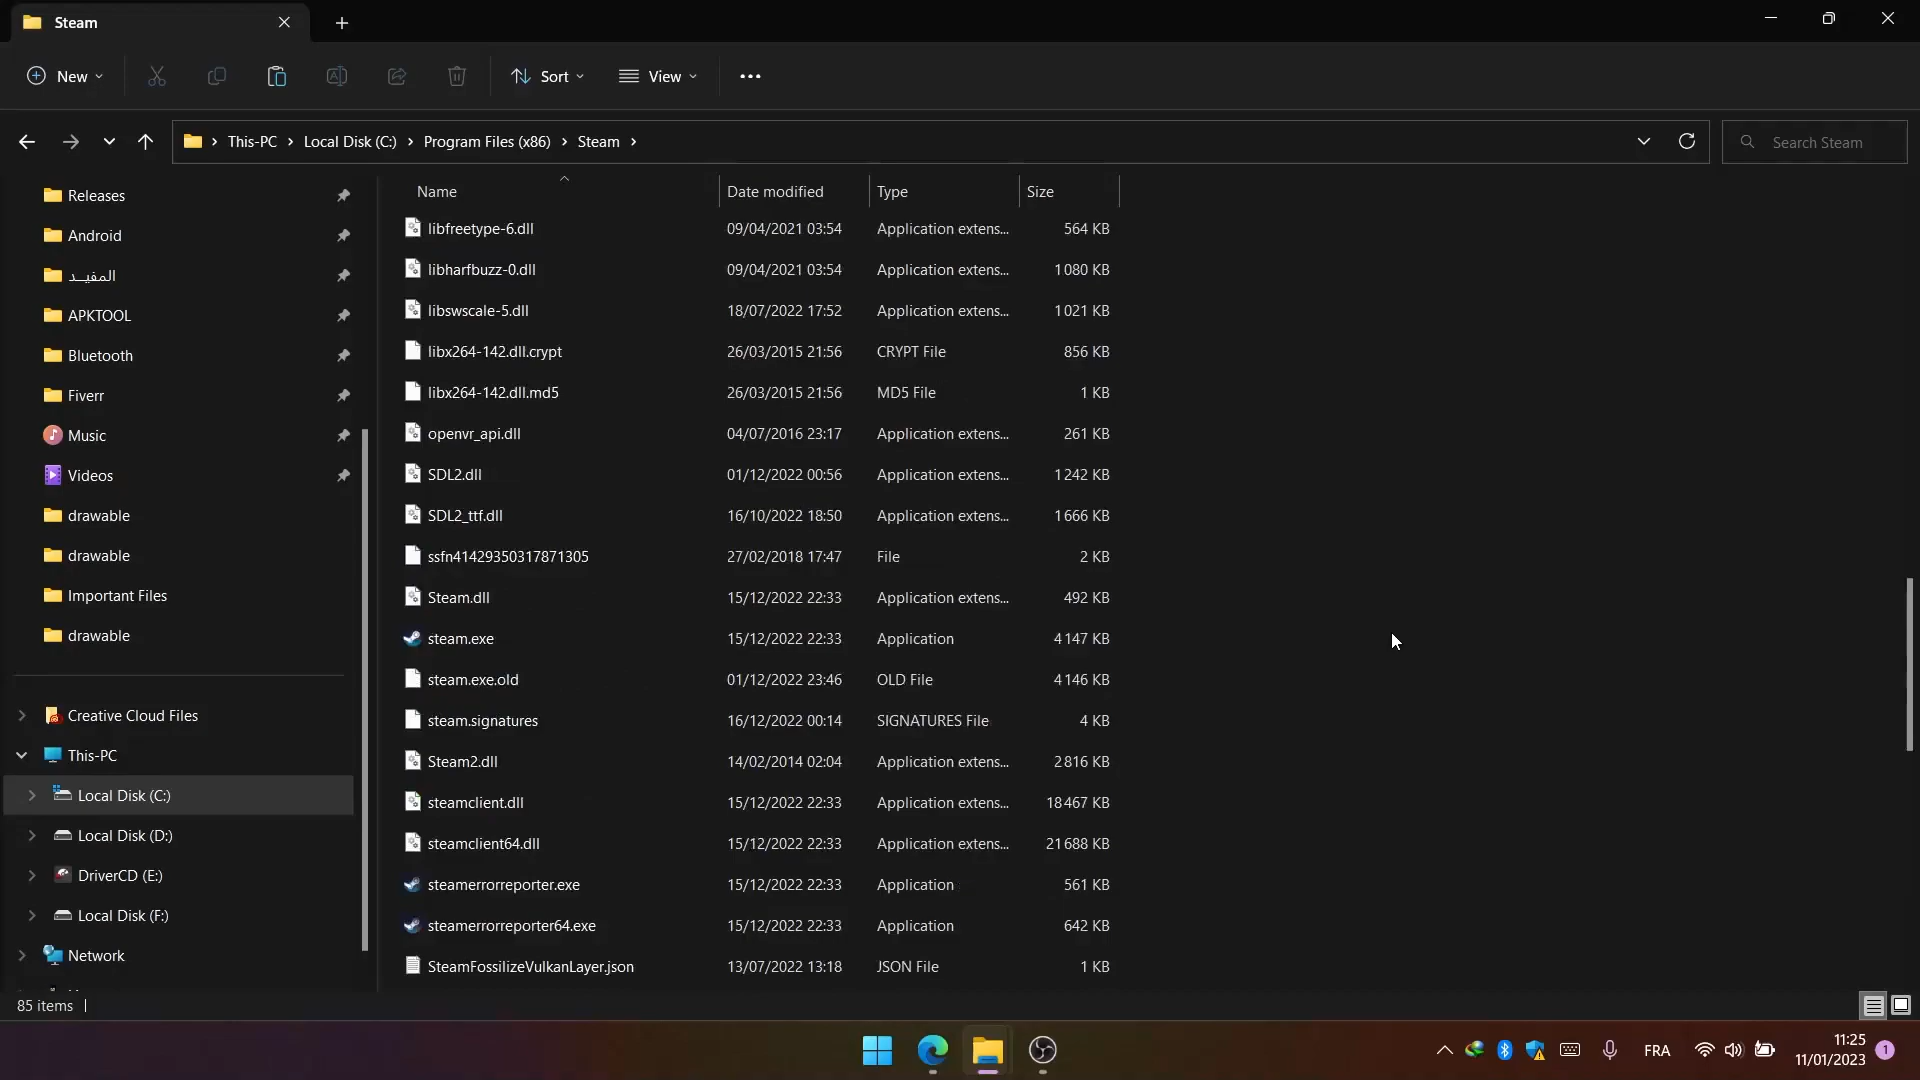 Steam
New
Sort
View
This-PC
Local Disk (C:)
Program Files (x86)
Steam
Search Steam
Name Date modified Type Size
Releases
Android
المفيـد
APKTOOL
Bluetooth
Fiverr
Music
Videos
drawable
drawable
Important Files
drawable
Creative Cloud Files
This-PC
Local Disk (C:)
Local Disk (D:)
DriverCD (E:)
Local Disk (F:)
Network
libfreetype-6.dll 09/04/2021 03:54 Application extens... 564 KB
libharfbuzz-0.dll 09/04/2021 03:54 Application extens... 1 080 KB
libswscale-5.dll 18/07/2022 17:52 Application extens... 1 021 KB
libx264-142.dll.crypt 26/03/2015 21:56 CRYPT File 856 KB
libx264-142.dll.md5 26/03/2015 21:56 MD5 File 1 KB
openvr_api.dll 04/07/2016 23:17 Application extens... 261 KB
SDL2.dll 01/12/2022 00:56 Application extens... 1 242 KB
SDL2_ttf.dll 16/10/2022 18:50 Application extens... 1 666 KB
ssfn41429350317871305 27/02/2018 17:47 File 2 KB
Steam.dll 15/12/2022 22:33 Application extens... 492 KB
steam.exe 15/12/2022 22:33 Application 4 147 KB
steam.exe.old 01/12/2022 23:46 OLD File 4 146 KB
steam.signatures 16/12/2022 00:14 SIGNATURES File 4 KB
Steam2.dll 14/02/2014 02:04 Application extens... 2 816 KB
steamclient.dll 15/12/2022 22:33 Application extens... 18 467 KB
steamclient64.dll 15/12/2022 22:33 Application extens... 21 688 KB
steamerrorreporter.exe 15/12/2022 22:33 Application 561 KB
steamerrorreporter64.exe 15/12/2022 22:33 Application 642 KB
SteamFossilizeVulkanLayer.json 13/07/2022 13:18 JSON File 1 KB
85 items
FRA
11:25
11/01/2023
1